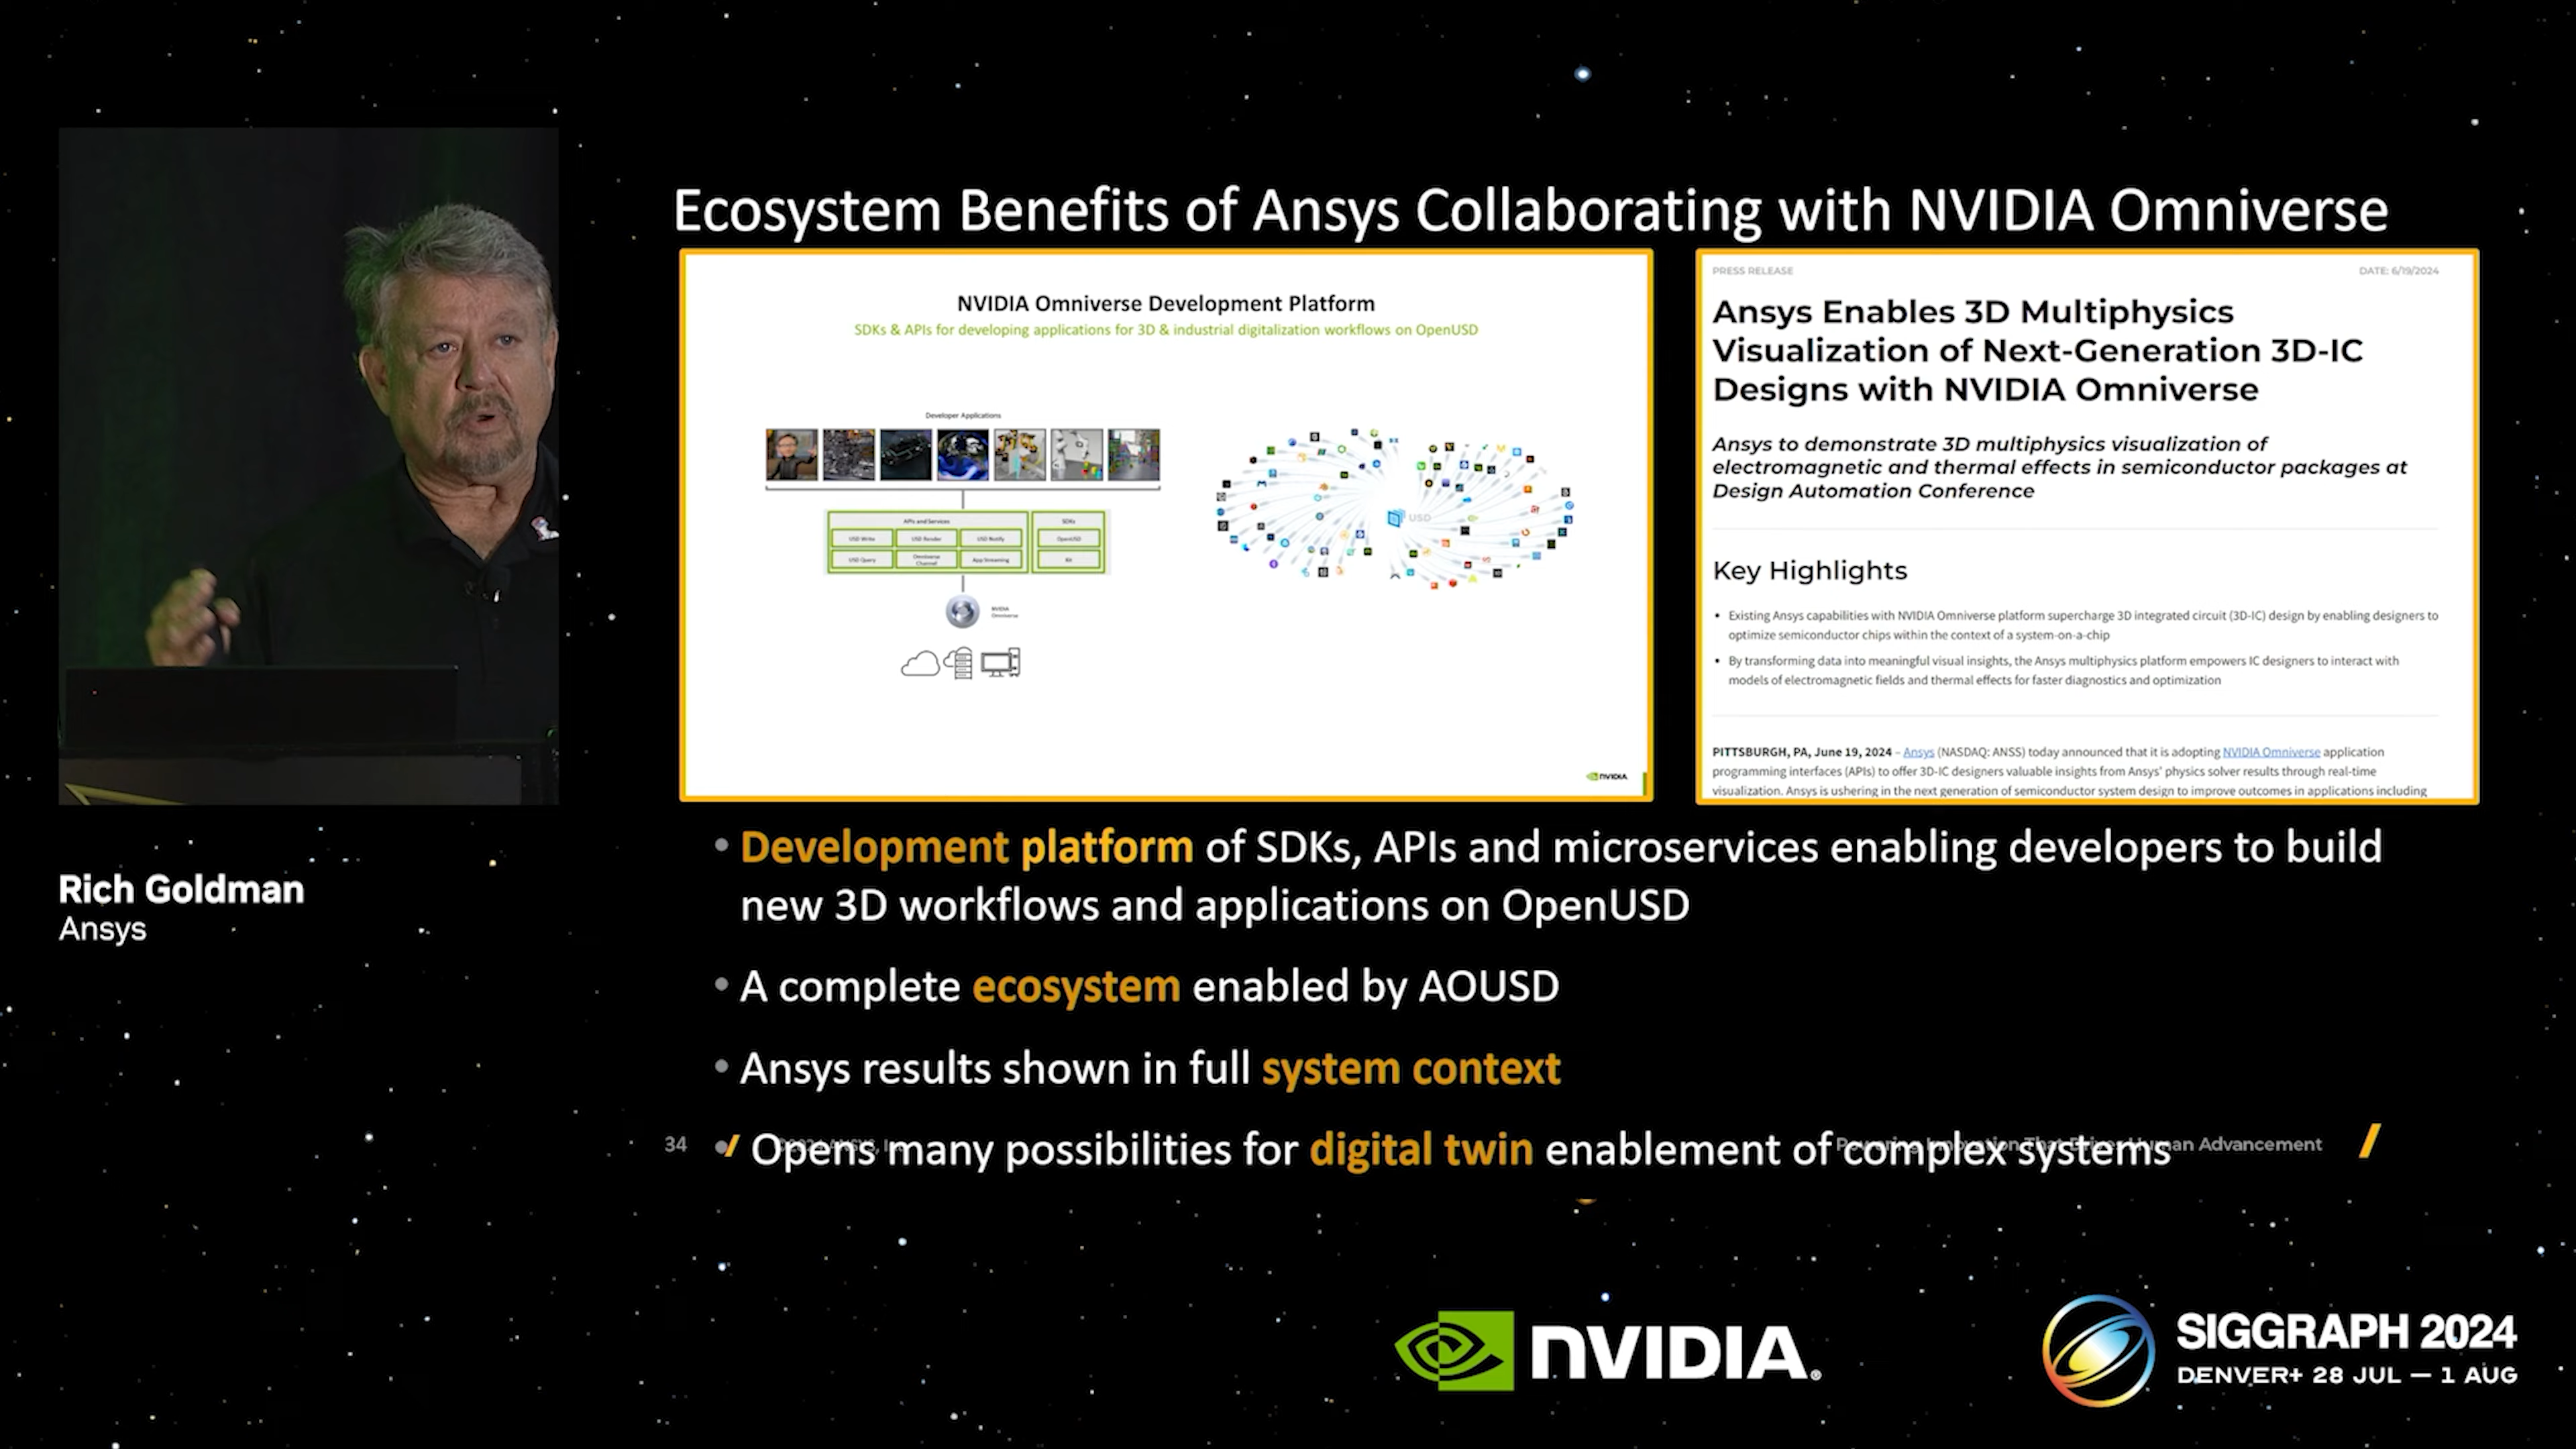 Ecosystem Benefits of Ansys Collaborating with NVIDIA Omniverse
NVIDIA Omniverse Development Platform
SDKs & APIs for developing applications for 3D & industrial digitalization workflows on OpenUSD
Developer Applications
APIs and Services
SDKs
USD Write
USD Render
USD Notify
OpenUSD
USD Query
Omniverse
Channel
App Streaming
Kit
NVIDIA
Omniverse
USD
NVIDIA
PRESS RELEASE
DATE: 6/19/2024
Ansys Enables 3D Multiphysics
Visualization of Next-Generation 3D-IC
Designs with NVIDIA Omniverse
Ansys to demonstrate 3D multiphysics visualization of
electromagnetic and thermal effects in semiconductor packages at
Design Automation Conference
Key Highlights
• Existing Ansys capabilities with NVIDIA Omniverse platform supercharge 3D integrated circuit (3D-IC) design by enabling designers to
optimize semiconductor chips within the context of a system-on-a-chip
• By transforming data into meaningful visual insights, the Ansys multiphysics platform empowers IC designers to interact with
models of electromagnetic fields and thermal effects for faster diagnostics and optimization
PITTSBURGH, PA, June 19, 2024 – Ansys (NASDAQ: ANSS) today announced that it is adopting NVIDIA Omniverse application
programming interfaces (APIs) to offer 3D-IC designers valuable insights from Ansys' physics solver results through real-time
visualization. Ansys is ushering in the next generation of semiconductor system design to improve outcomes in applications including
• Development platform of SDKs, APIs and microservices enabling developers to build
new 3D workflows and applications on OpenUSD
• A complete ecosystem enabled by AOUSD
• Ansys results shown in full system context
• Opens many possibilities for digital twin enablement of complex systems
34
©2024 ANSYS, Inc.
Powering Innovation That Drives Human Advancement
Rich Goldman
Ansys
NVIDIA®
SIGGRAPH 2024
DENVER+ 28 JUL — 1 AUG